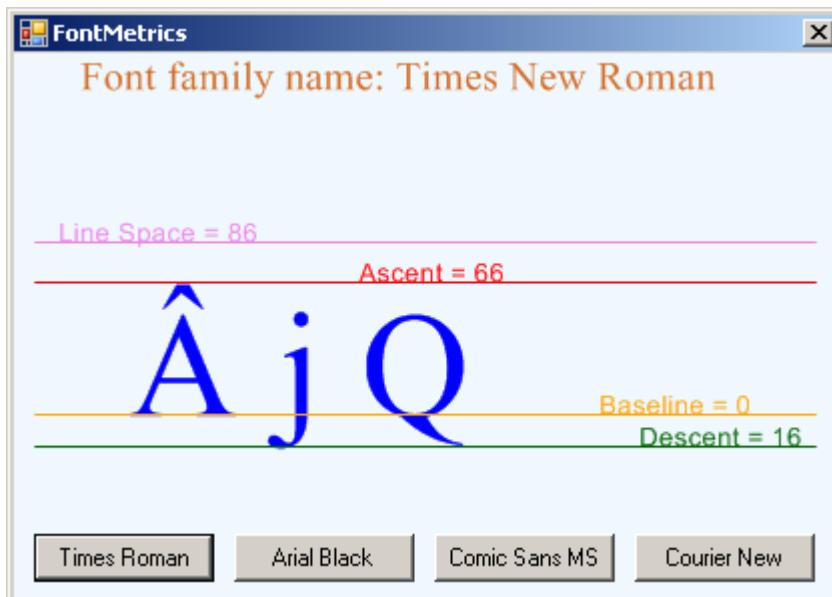 FontMetrics
Font family name: Times New Roman
Line Space = 86
Ascent = 66
Â j Q
Baseline = 0
Descent = 16
Times Roman
Arial Black
Comic Sans MS
Courier New